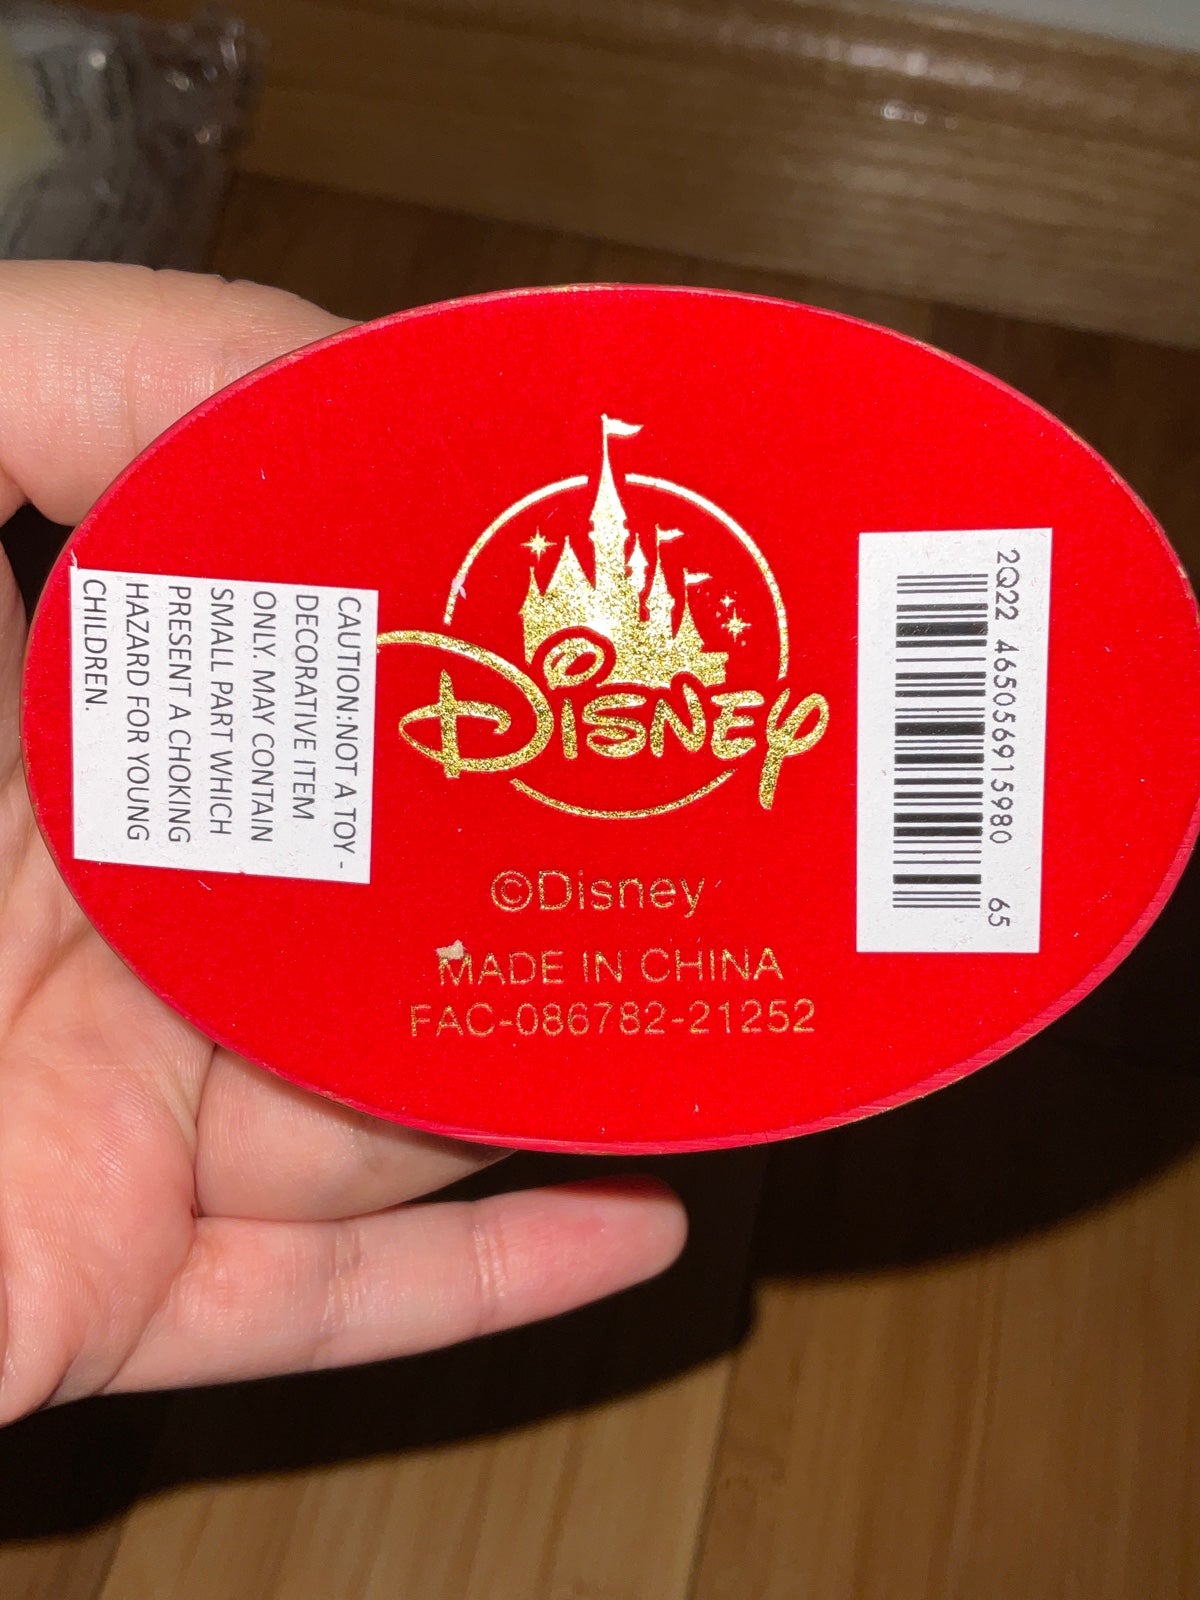 CAUTION:NOT A TOY -
DECORATIVE ITEM
ONLY. MAY CONTAIN
SMALL PART WHICH
PRESENT A CHOKING
HAZARD FOR YOUNG
CHILDREN.
Disney
©Disney
MADE IN CHINA
FAC-086782-21252
2Q22 465056915980 65